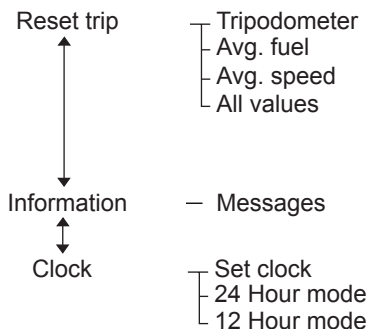 Reset trip — Tripodometer
Avg. fuel
Avg. speed
All values
Information — Messages
Clock — Set clock
24 Hour mode
12 Hour mode